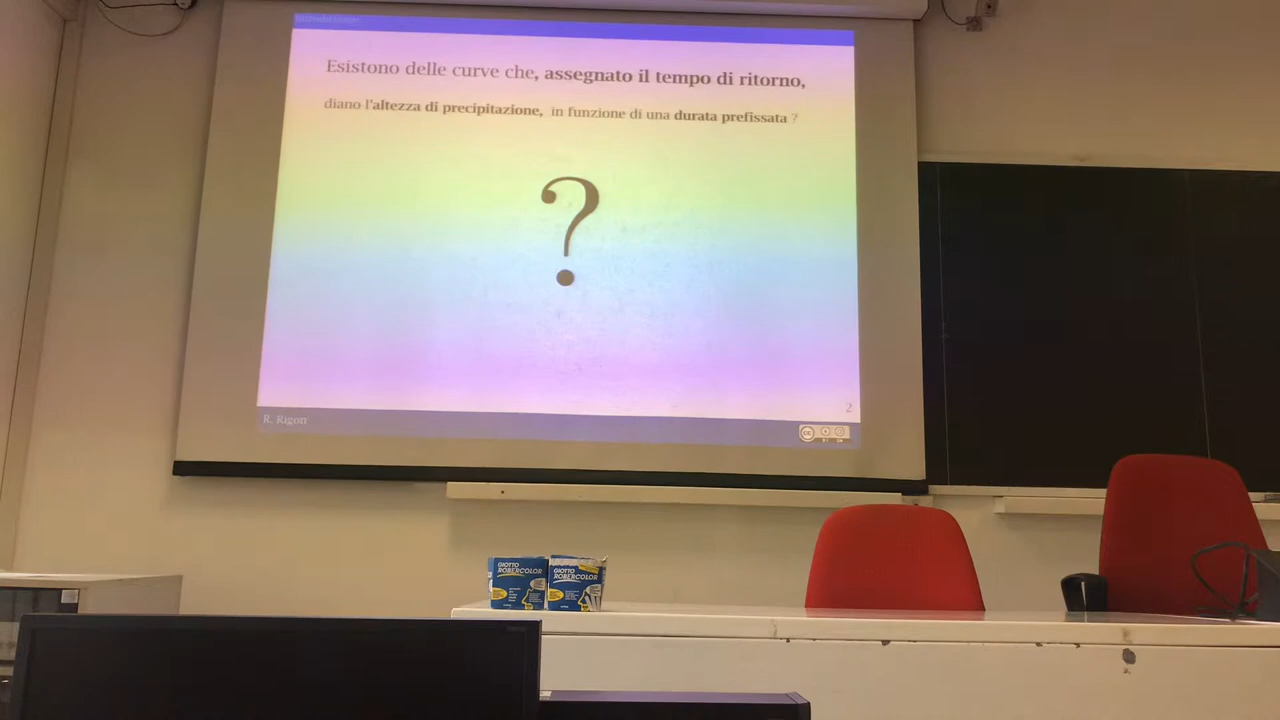 Esistono delle curve che, assegnato il tempo di ritorno,
diano l'altezza di precipitazione, in funzione di una durata prefissata ?
?
2
R. Rigon
cc
GIOTTO
ROBERCOLOR
GIOTTO
ROBERCOLOR